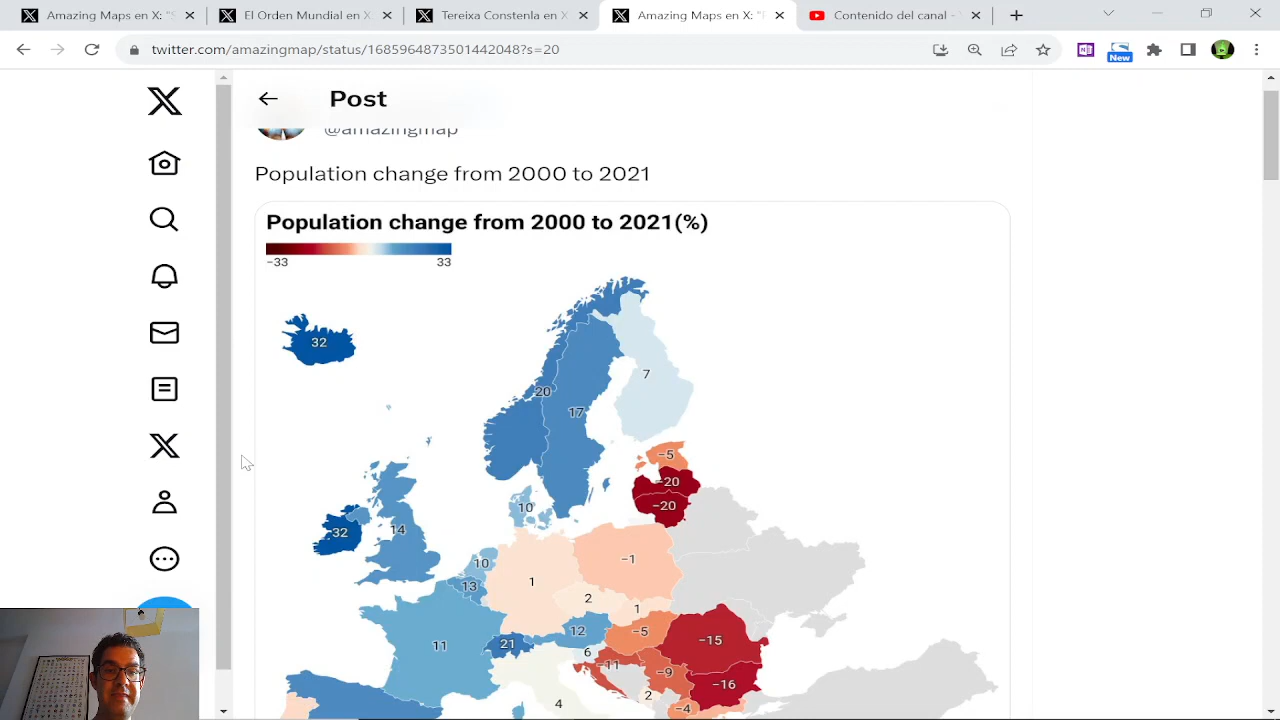 Amazing Maps en X: "
El Orden Mundial en X
Tereixa Constenla en X
Amazing Maps en X: "
Contenido del canal -
twitter.com/amazingmap/status/1685964873501442048?s=20
New
Post
@amazingmap
Population change from 2000 to 2021
Population change from 2000 to 2021(%)
−33
33
32
7
20
17
−5
−20
−20
10
−32
14
−1
10
1
13
2
1
12
−5
−15
11
21
6
−11
−9
−16
2
4
−4